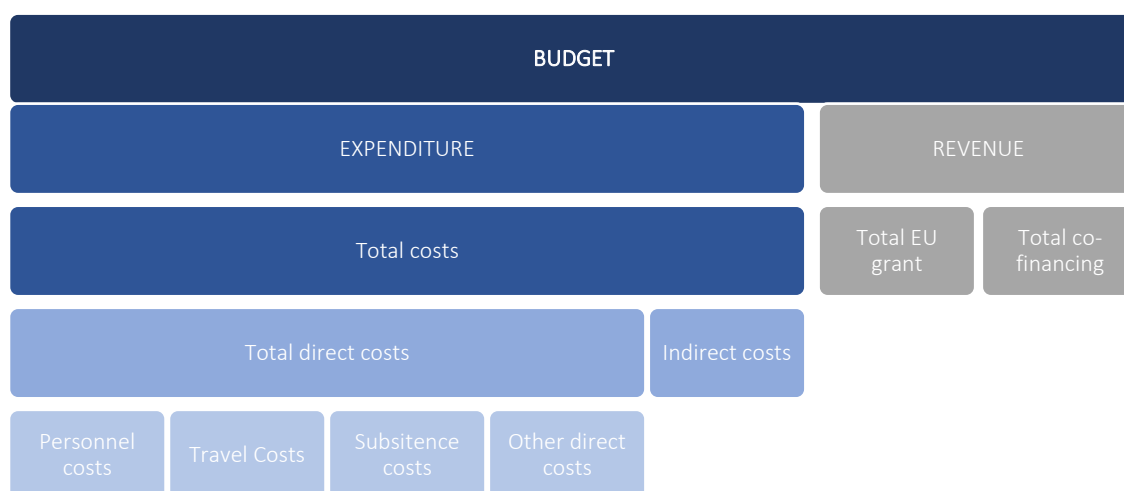 BUDGET
EXPENDITURE
REVENUE
Total costs
Total EU
grant
Total co-
financing
Total direct costs
Indirect costs
Personnel
costs
Travel Costs
Subsitence
costs
Other direct
costs